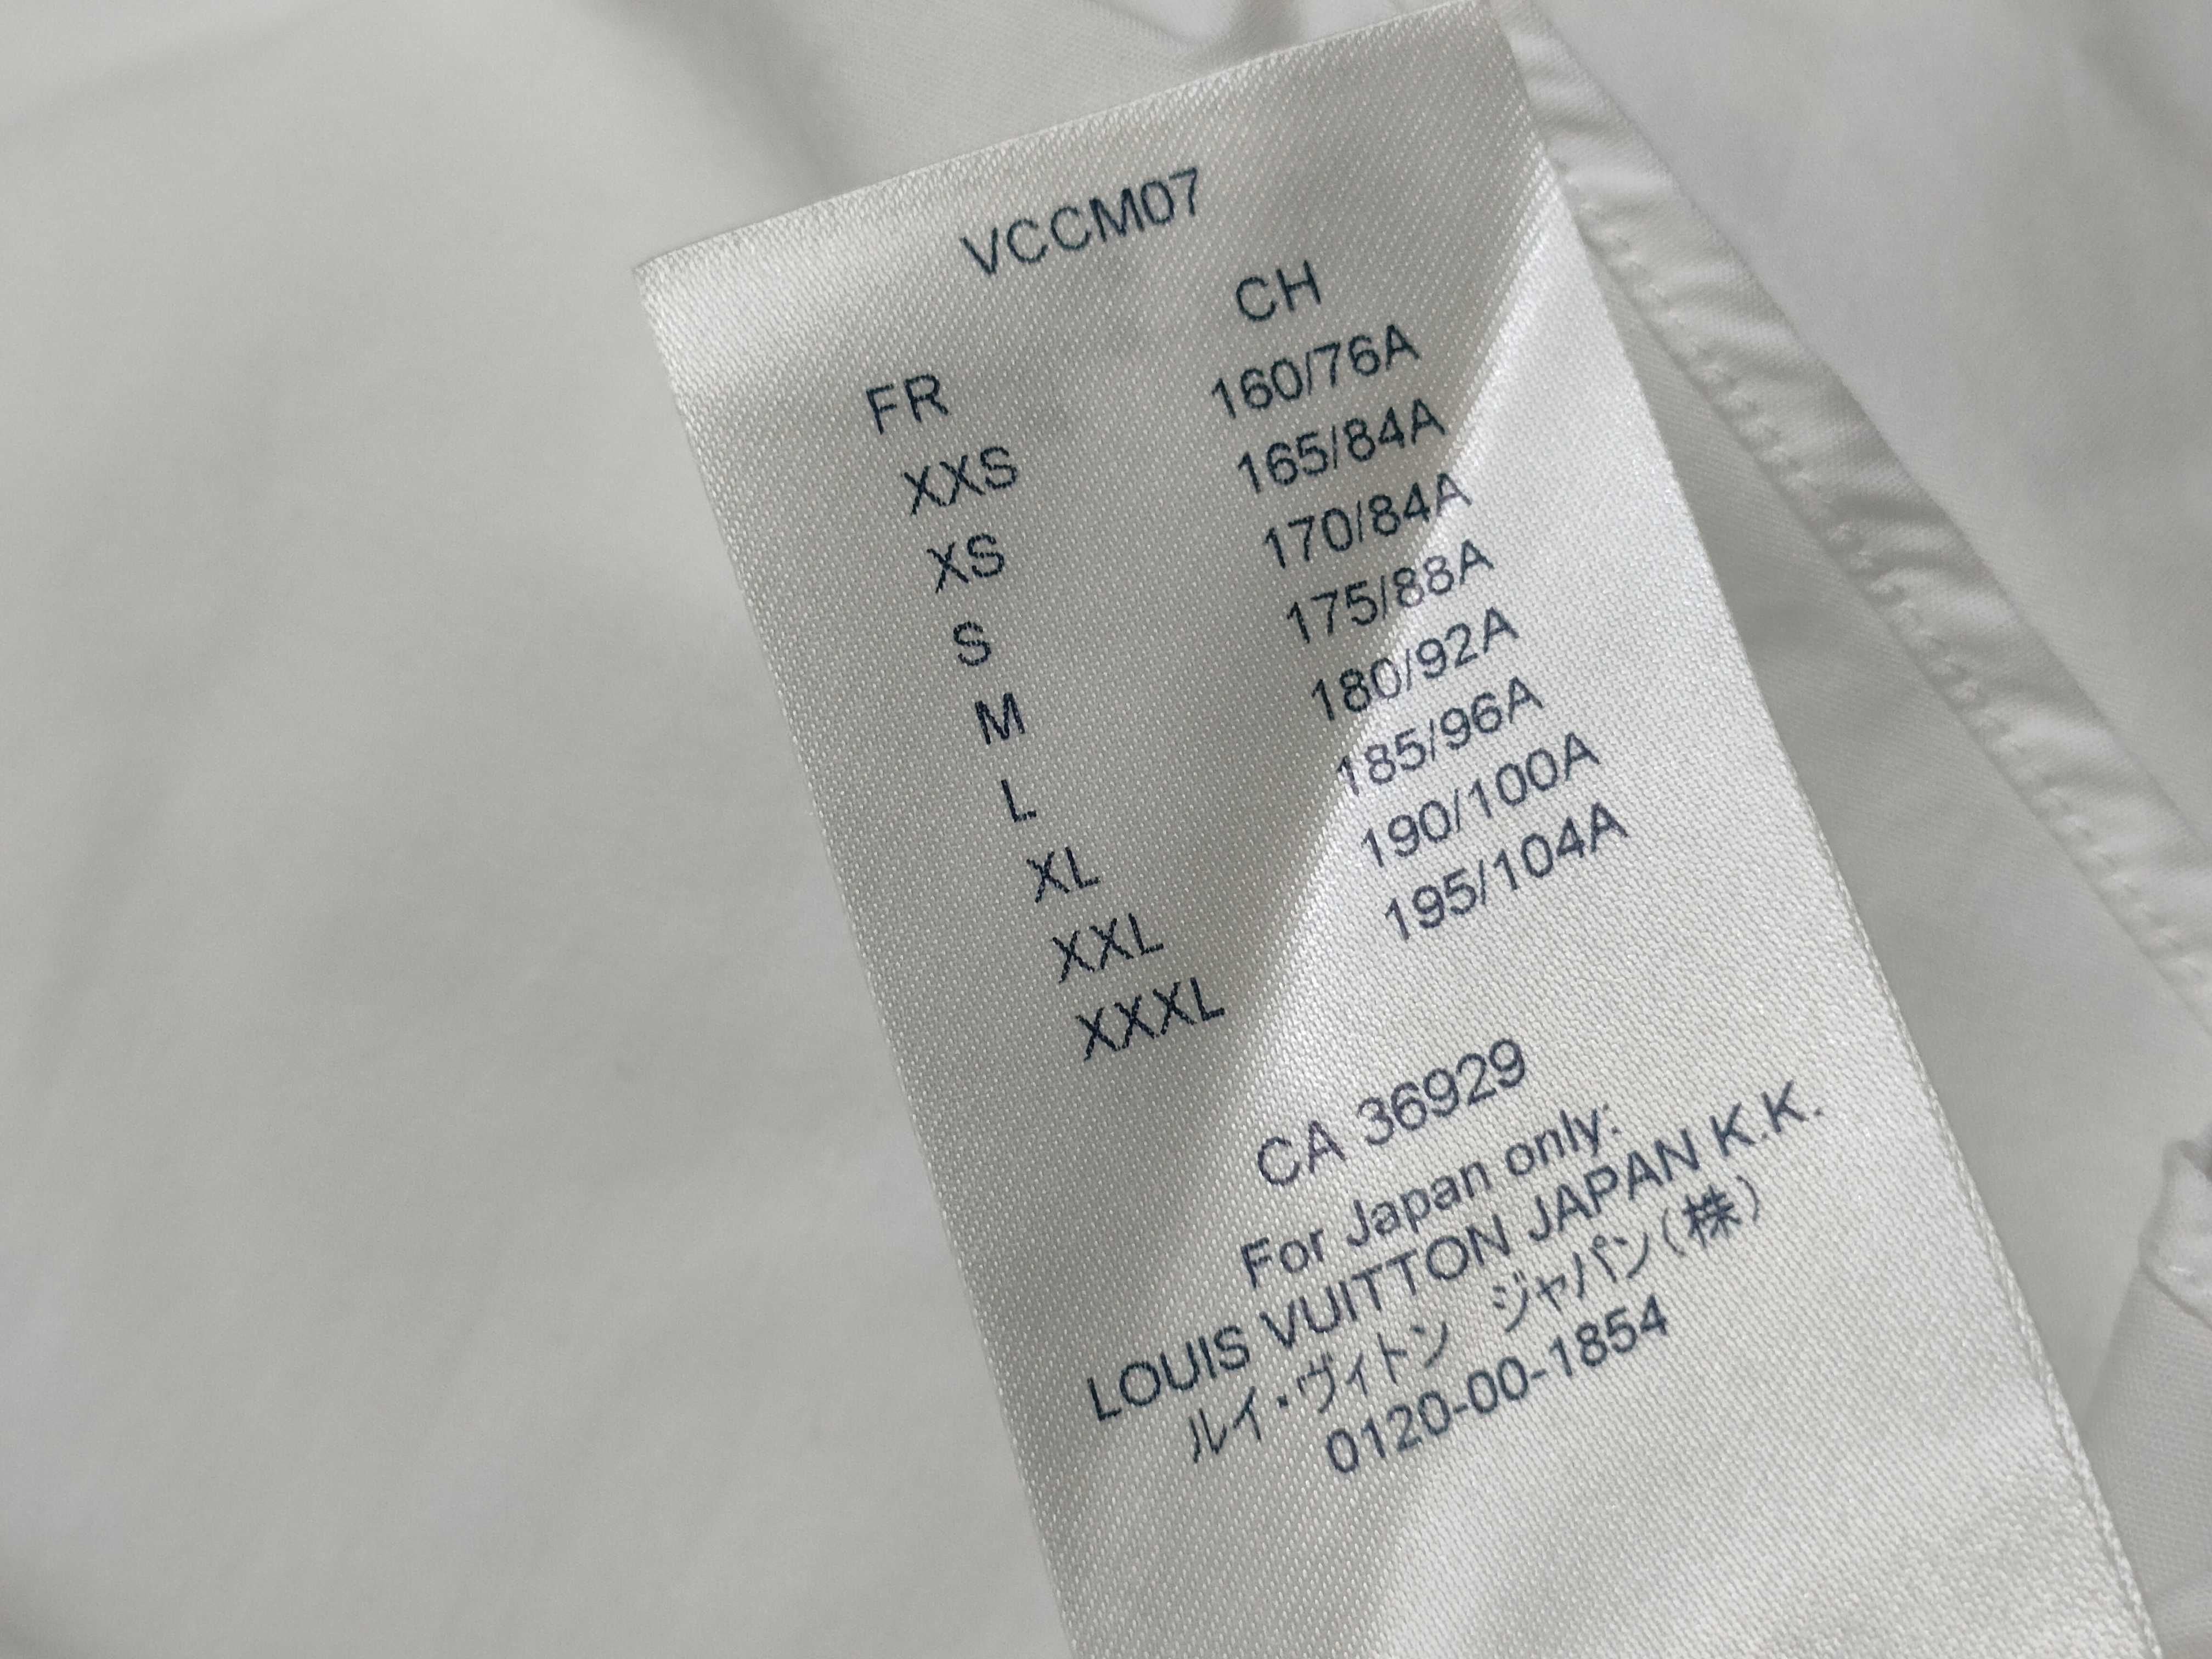 VCCM07
FR CH
XXS 160/76A
XS 165/84A
S 170/84A
M 175/88A
L 180/92A
XL 185/96A
XXL 190/100A
XXXL 195/104A
CA 36929
For Japan only:
LOUIS VUITTON JAPAN K.K.
ルイ・ヴィトン ジャパン(株)
0120-00-1854